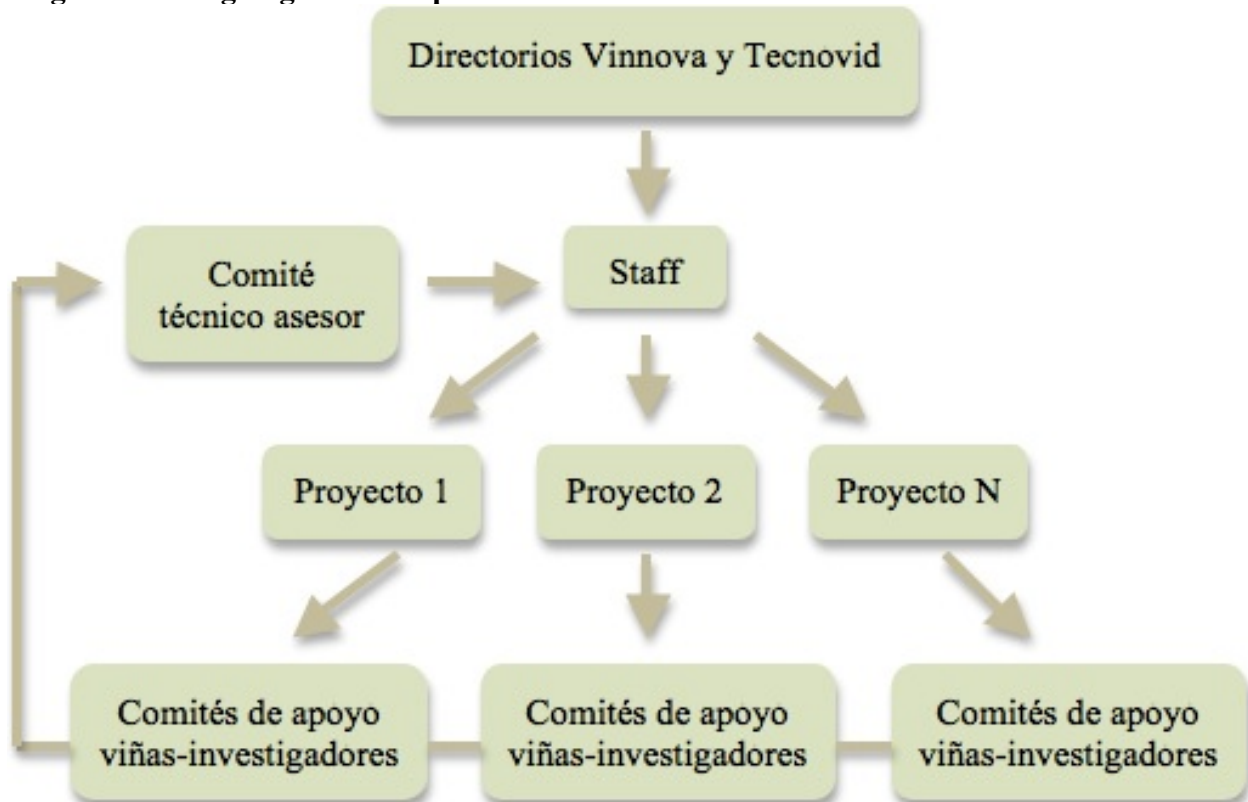 Directorios Vinnova y Tecnovid
Comité
técnico asesor
Staff
Proyecto 1
Proyecto 2
Proyecto N
Comités de apoyo
viñas-investigadores
Comités de apoyo
viñas-investigadores
Comités de apoyo
viñas-investigadores